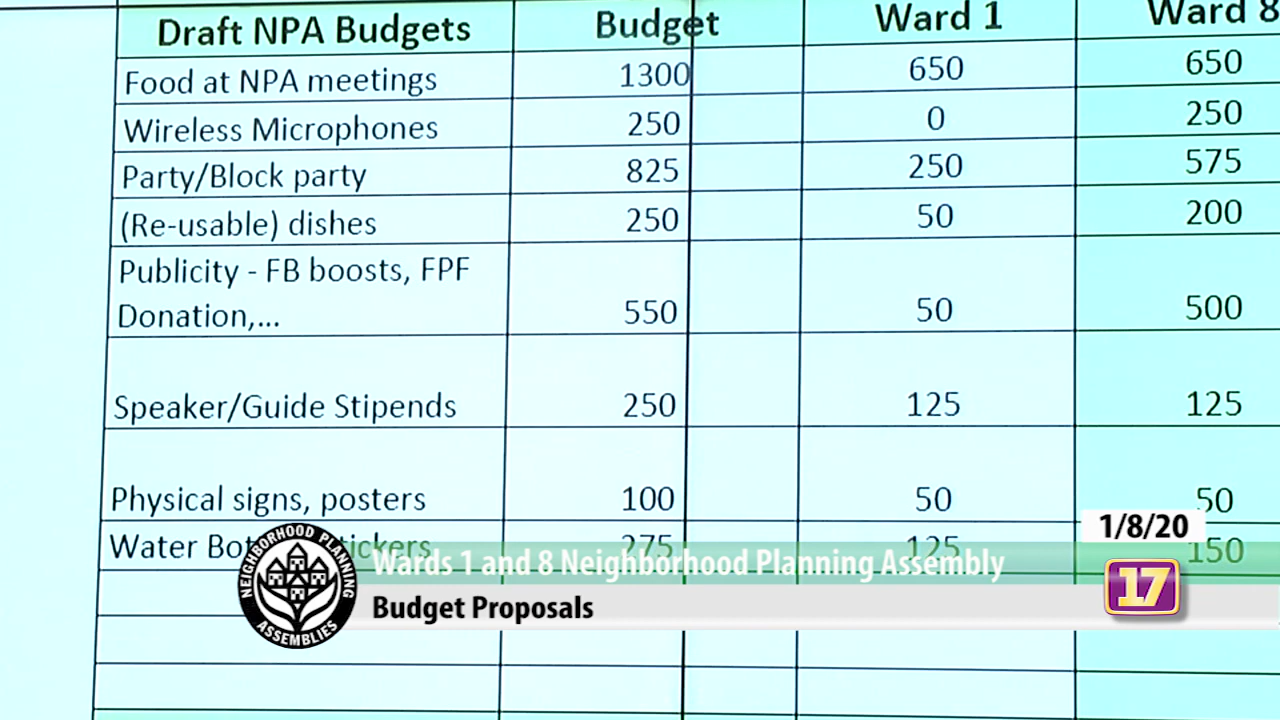 Draft NPA Budgets Budget Ward 1 Ward 8
Food at NPA meetings 1300 650 650
Wireless Microphones 250 0 250
Party/Block party 825 250 575
(Re-usable) dishes 250 50 200
Publicity - FB boosts, FPF
Donation,... 550 50 500
Speaker/Guide Stipends 250 125 125
Physical signs, posters 100 50 50
Water 275 125 150
1/8/20
NEIGHBORHOOD PLANNING
ASSEMBLIES
Wards 1 and 8 Neighborhood Planning Assembly
Budget Proposals
17